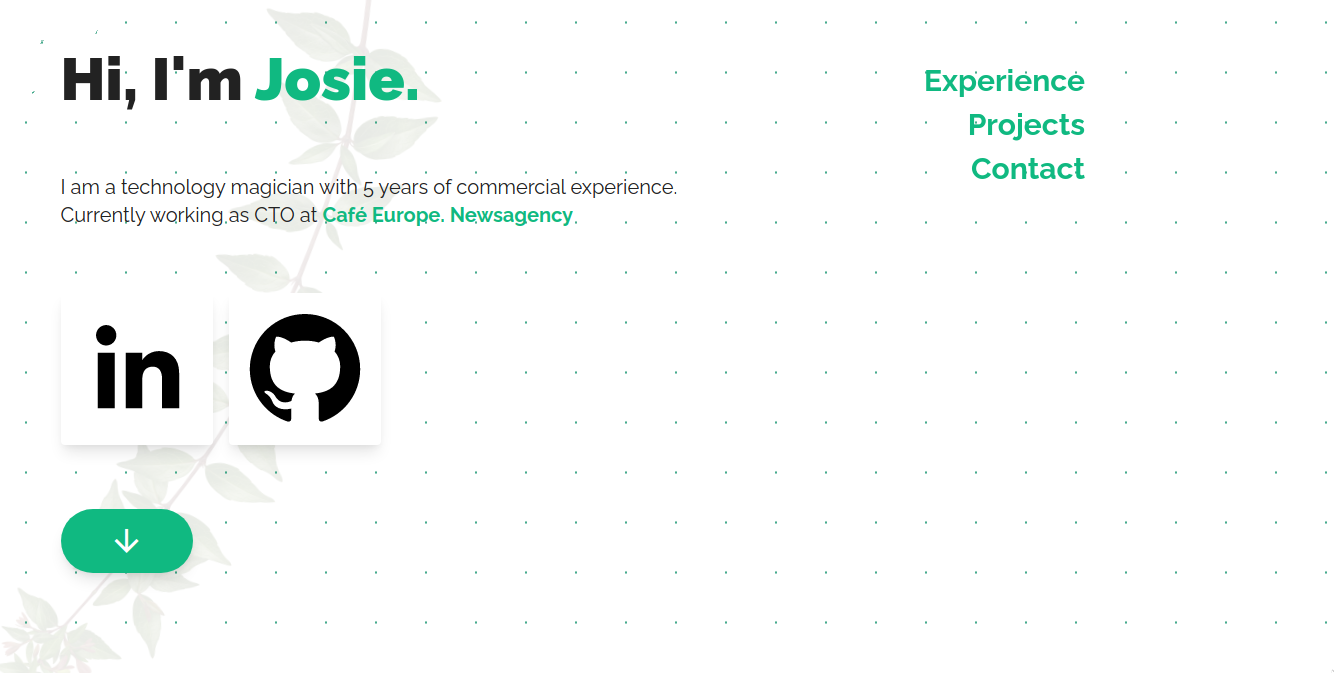 Hi, I'm Josie.
Experience
Projects
Contact
I am a technology magician with 5 years of commercial experience.
Currently working as CTO at Café Europe. Newsagency
in